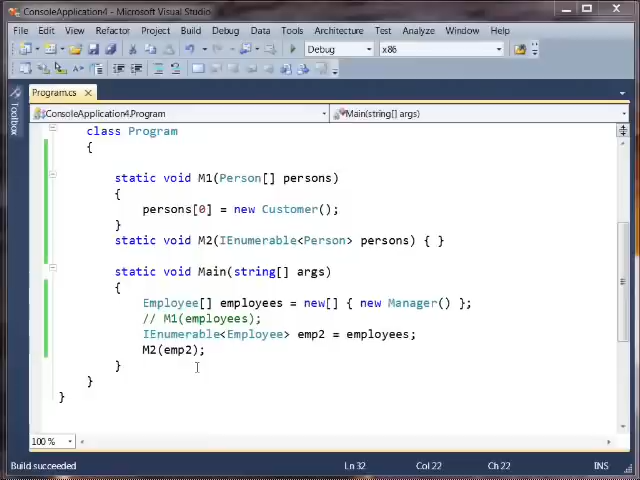 ConsoleApplication4 - Microsoft Visual Studio
File Edit View Refactor Project Build Debug Data Tools Architecture Test Analyze Window Help
Debug x86
Program.cs
ConsoleApplication4.Program Main(string[] args)
Toolbox
class Program
{
static void M1(Person[] persons)
{
persons[0] = new Customer();
}
static void M2(IEnumerable<Person> persons) { }
static void Main(string[] args)
{
Employee[] employees = new[] { new Manager() };
// M1(employees);
IEnumerable<Employee> emp2 = employees;
M2(emp2);
}
}
}
100 %
Build succeeded Ln 32 Col 22 Ch 22 INS